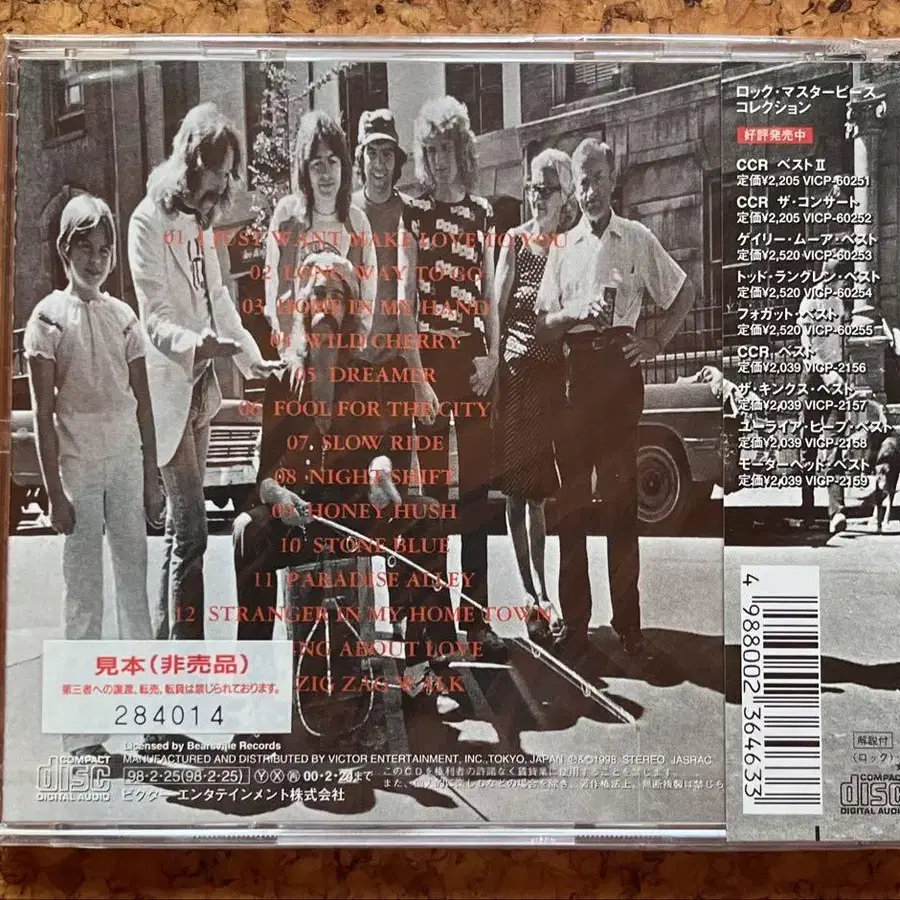 01 I JUST WANT MAKE LOVE TO YOU
02 LONG WAY TO GO
03 HOME IN MY HAND
04 WILD CHERRY
05 DREAMER
06 FOOL FOR THE CITY
07 SLOW RIDE
08 NIGHT SHIFT
09 HONEY HUSH
10 STONE BLUE
11 PARADISE ALLEY
12 STRANGER IN MY HOME TOWN
NG ABOUT LOVE
ZIG ZAG WALK
見本(非売品)
第三者への譲渡、転売、転貸は禁じられております。
284014
Licensed by Bearsville Records
MANUFACTURED AND DISTRIBUTED BY VICTOR ENTERTAINMENT, INC., TOKYO, JAPAN ℗&©1998 STEREO JASRAC
COMPACT
disc
DIGITAL AUDIO
98・2・25(98・2・25) Ⓨ Ⓧ 00・2・24まで
ビクター エンタテインメント株式会社
このCDを権利者の許諾なく賃貸業に使用することを禁じます。
ロック・マスターピース
コレクション
好評発売中
CCR ベストⅡ
定価¥2,205 VICP-60251
CCR ザ・コンサート
定価¥2,205 VICP-60252
ゲイリー・ムーア・ベスト
定価¥2,520 VICP-60253
トッド・ラングレン・ベスト
定価¥2,520 VICP-60254
フォガット・ベスト
定価¥2,520 VICP-60255
CCR ベスト
定価¥2,039 VICP-2156
ザ・キンクス・ベスト
定価¥2,039 VICP-2157
ユーライア・ヒープ・ベスト
定価¥2,039 VICP-2158
モーターヘッド・ベスト
定価¥2,039 VICP-2159
4 988002 364633
解説付
(ロック)
COMPACT
disc
DIGITAL AUDIO